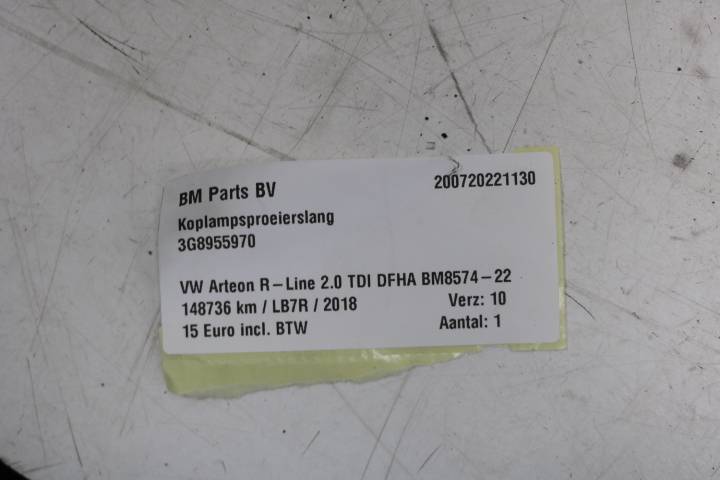 BM Parts BV 200720221130
Koplampsproeierslang
3G8955970
VW Arteon R-Line 2.0 TDI DFHA BM8574-22
148736 km / LB7R / 2018 Verz: 10
15 Euro incl. BTW Aantal: 1